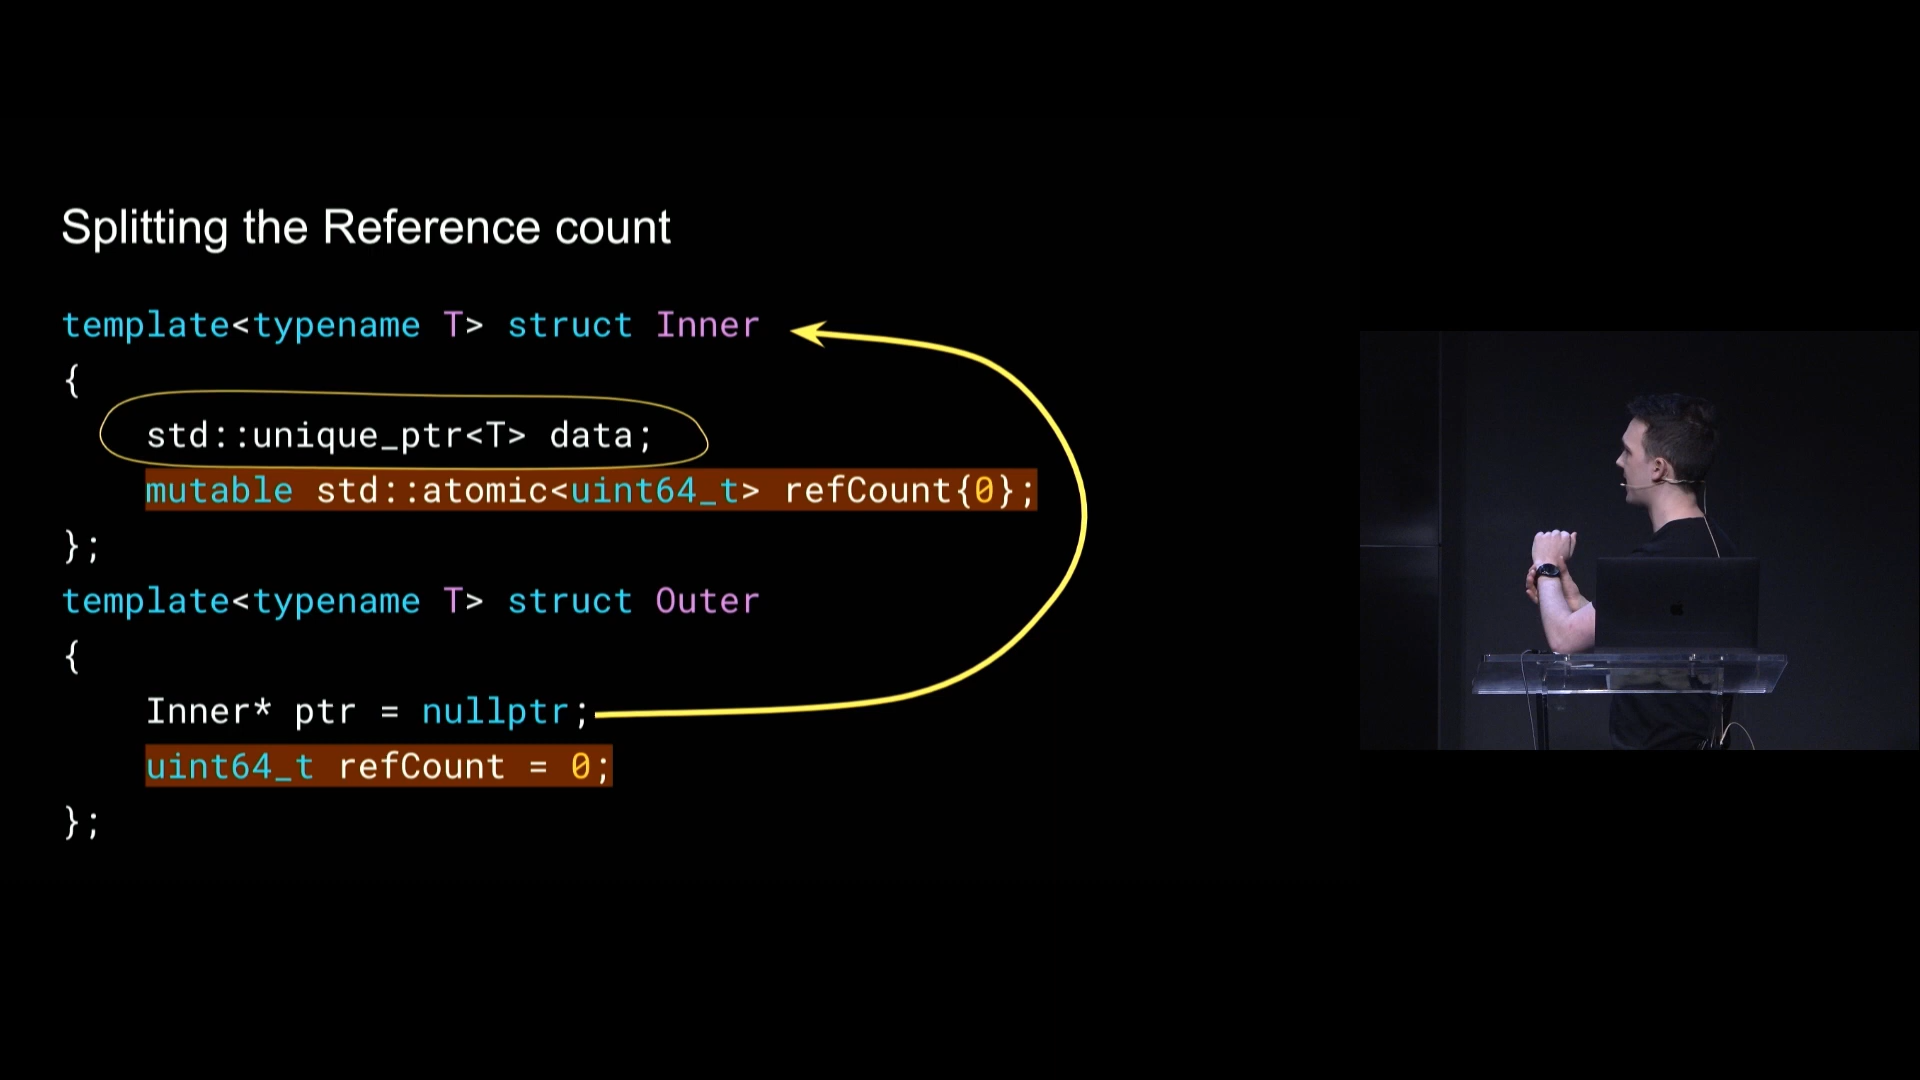 Splitting the Reference count
template<typename T> struct Inner
{
    std::unique_ptr<T> data;
    mutable std::atomic<uint64_t> refCount{0};
};
template<typename T> struct Outer
{
    Inner* ptr = nullptr;
    uint64_t refCount = 0;
};